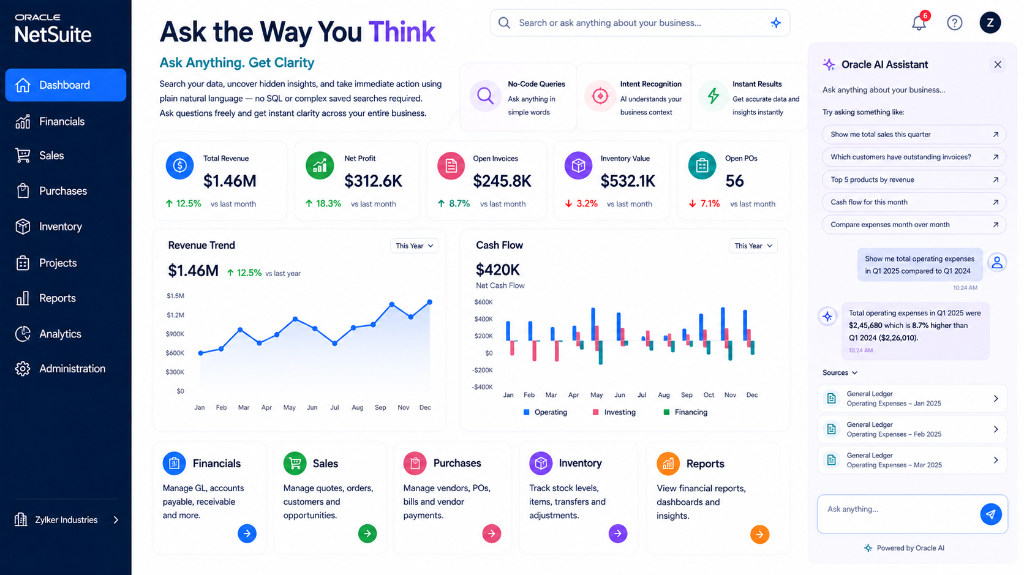 ORACLE
NetSuite
Dashboard
Financials
Sales
Purchases
Inventory
Projects
Reports
Analytics
Administration
Zylker Industries
Ask the Way You Think
Ask Anything. Get Clarity
Search your data, uncover hidden insights, and take immediate action using
plain natural language — no SQL or complex saved searches required.
Ask questions freely and get instant clarity across your entire business.
Search or ask anything about your business...
6
Z
No-Code Queries
Ask anything in
simple words
Intent Recognition
AI understands your
business context
Instant Results
Get accurate data and
insights instantly
Total Revenue
$1.46M
12.5% vs last month
Net Profit
$312.6K
18.3% vs last month
Open Invoices
$245.8K
8.7% vs last month
Inventory Value
$532.1K
3.2% vs last month
Open POs
56
7.1% vs last month
Revenue Trend
This Year
$1.46M 12.5% vs last year
$1.5M
$1.2M
$900K
$600K
$300K
$0
Jan Feb Mar Apr May Jun Jul Aug Sep Nov Dec
Cash Flow
This Year
$420K
Net Cash Flow
$600K
$400K
$200K
$0
-$200K
-$400K
Jan Feb Mar Apr May Jun Jul Aug Sep Oct Nov Dec
Operating Investing Financing
Financials
Manage GL, accounts
payable, receivable
and more.
Sales
Manage quotes, orders,
customers and
opportunities.
Purchases
Manage vendors, POs,
bills and vendor
payments.
Inventory
Track stock levels,
items, transfers and
adjustments.
Reports
View financial reports,
dashboards and
insights.
Oracle AI Assistant
Ask anything about your business...
Try asking something like:
Show me total sales this quarter
Which customers have outstanding invoices?
Top 5 products by revenue
Cash flow for this month
Compare expenses month over month
Show me total operating expenses
in Q1 2025 compared to Q1 2024
10:24 AM
Total operating expenses in Q1 2025 were
$2,45,680 which is 8.7% higher than
Q1 2024 ($2,26,010).
10:24 AM
Sources
General Ledger
Operating Expenses – Jan 2025
General Ledger
Operating Expenses – Feb 2025
General Ledger
Operating Expenses – Mar 2025
Ask anything...
Powered by Oracle AI